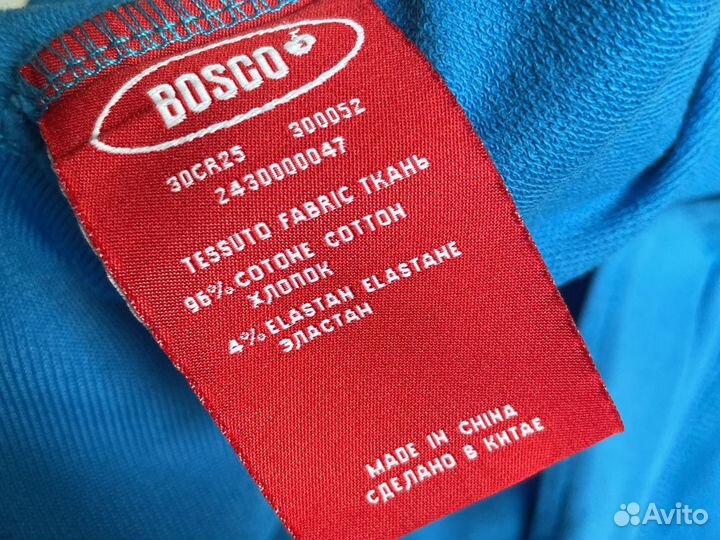 BOSCO
3DCR25 300052
2430000047
TESSUTO FABRIC ТКАНЬ
96% COTONE COTTON
ХЛОПОК
4% ELASTAN ELASTANE
ЭЛАСТАН
MADE IN CHINA
СДЕЛАНО В КИТАЕ
Avito